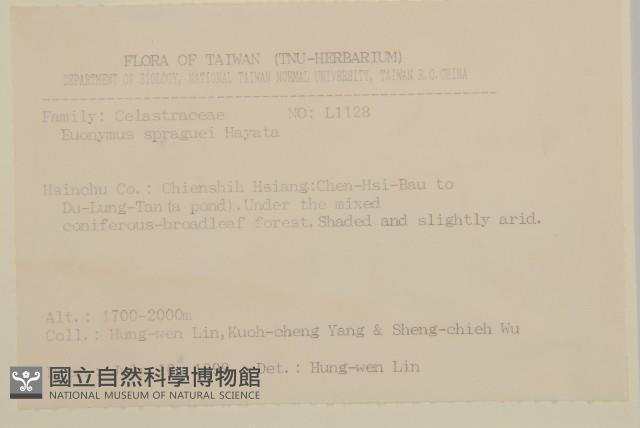 FLORA OF TAIWAN (TNU-HERBARIUM)
DEPARTMENT OF BIOLOGY, NATIONAL TAIWAN NORMAL UNIVERSITY, TAIWAN R.O.CHINA
Family: Celastraceae NO: L1128
Euonymus spraguei Hayata
Hsinchu Co.: Chienshih Hsiang:Chen-Hsi-Bau to
Du-Lung-Tan(a pond).Under the mixed
coniferous-broadleaf forest.Shaded and slightly arid.
Alt.: 1700-2000m
Coll.: Hung-wen Lin,Kuoh-cheng Yang & Sheng-chieh Wu
Det.: Hung-wen Lin
國立自然科學博物館
NATIONAL MUSEUM OF NATURAL SCIENCE